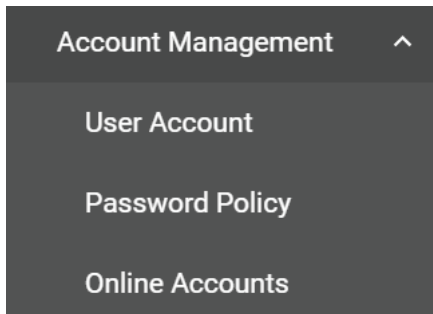 Account Management
User Account
Password Policy
Online Accounts